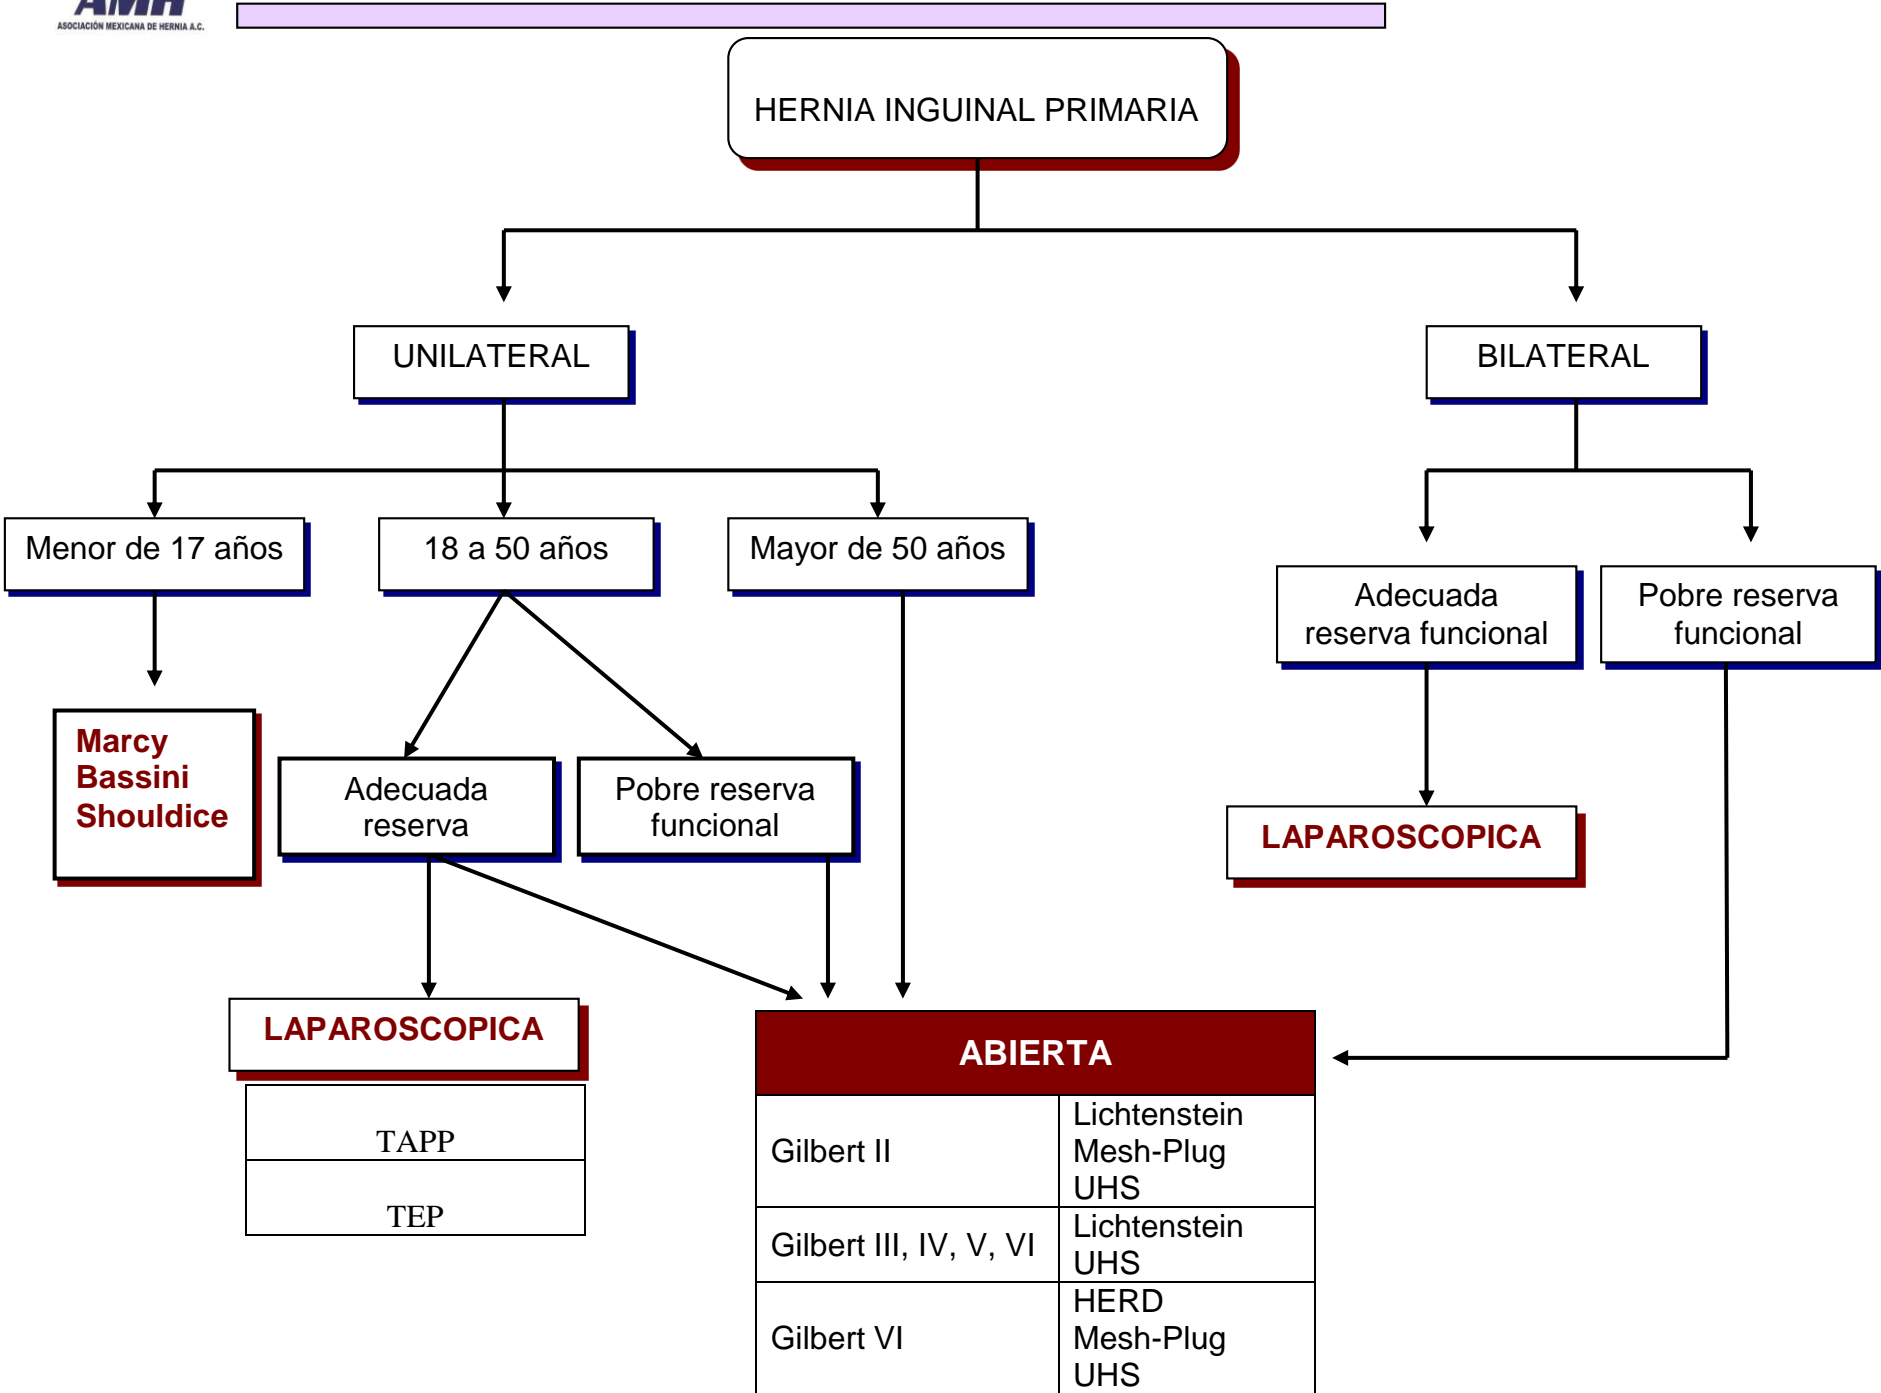 AMH
ASOCIACIÓN MEXICANA DE HERNIA A.C.
HERNIA INGUINAL PRIMARIA
UNILATERAL
BILATERAL
Menor de 17 años
18 a 50 años
Mayor de 50 años
Adecuada
reserva funcional
Pobre reserva
funcional
Marcy
Bassini
Shouldice
Adecuada
reserva
Pobre reserva
funcional
LAPAROSCOPICA
LAPAROSCOPICA
TAPP
TEP
ABIERTA
Gilbert II
Lichtenstein
Mesh-Plug
UHS
Gilbert III, IV, V, VI
Lichtenstein
UHS
Gilbert VI
HERD
Mesh-Plug
UHS